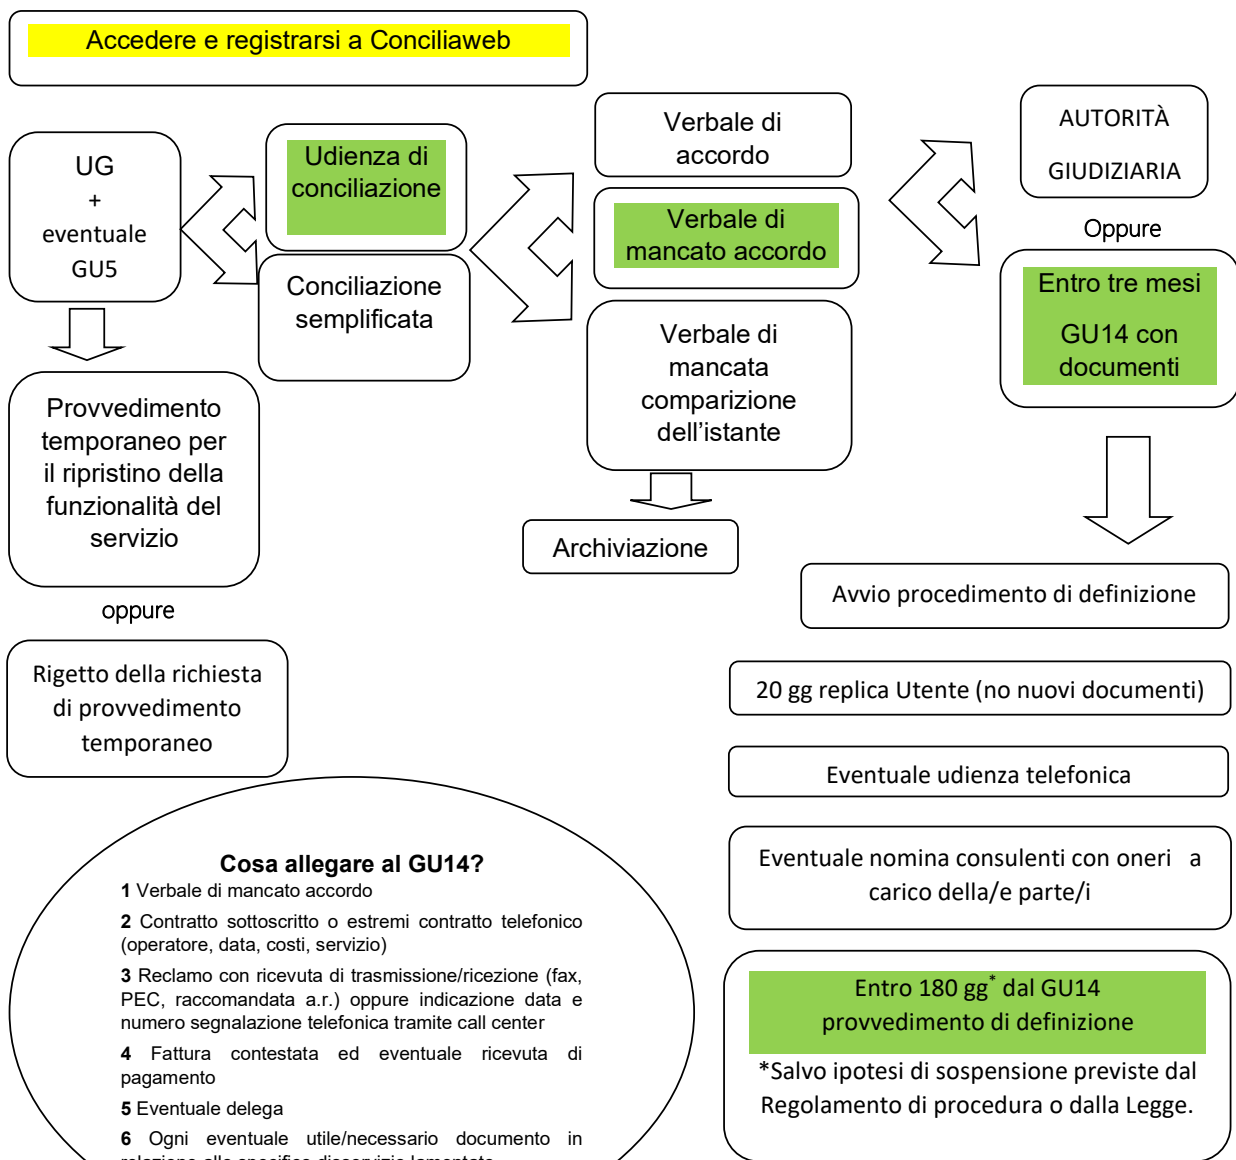 Accedere e registrarsi a Conciliaweb
UG
+
eventuale
GU5
Udienza di
conciliazione
Conciliazione
semplificata
Verbale di
accordo
Verbale di
mancato accordo
Verbale di
mancata
comparizione
dell’istante
Archiviazione
AUTORITÀ
GIUDIZIARIA
Oppure
Entro tre mesi
GU14 con
documenti
Provvedimento
temporaneo per
il ripristino della
funzionalità del
servizio
oppure
Rigetto della richiesta
di provvedimento
temporaneo
Avvio procedimento di definizione
20 gg replica Utente (no nuovi documenti)
Eventuale udienza telefonica
Eventuale nomina consulenti con oneri a
carico della/e parte/i
Entro 180 gg* dal GU14
provvedimento di definizione
*Salvo ipotesi di sospensione previste dal
Regolamento di procedura o dalla Legge.
Cosa allegare al GU14?
1 Verbale di mancato accordo
2 Contratto sottoscritto o estremi contratto telefonico
(operatore, data, costi, servizio)
3 Reclamo con ricevuta di trasmissione/ricezione (fax,
PEC, raccomandata a.r.) oppure indicazione data e
numero segnalazione telefonica tramite call center
4 Fattura contestata ed eventuale ricevuta di
pagamento
5 Eventuale delega
6 Ogni eventuale utile/necessario documento in